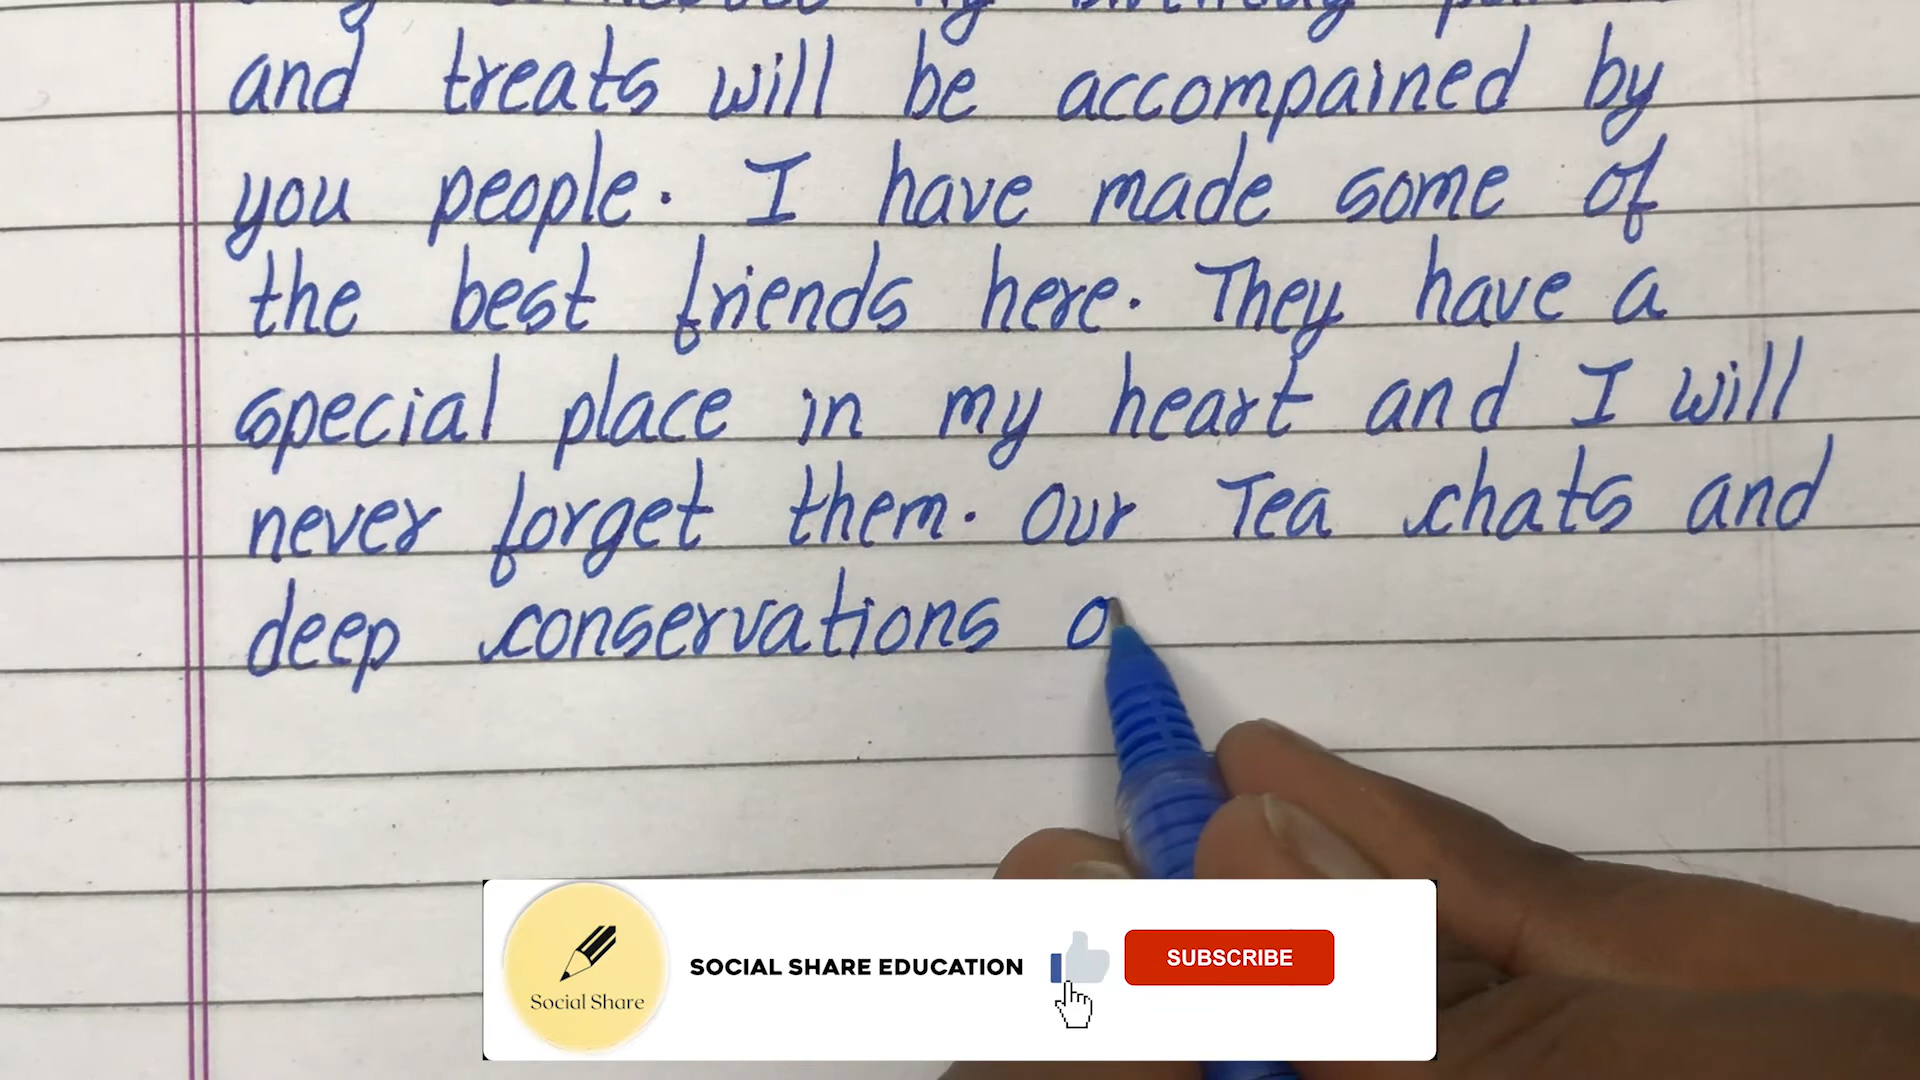 my birthday
and treats will be accompained by
you people. I have made some of
the best friends here. They have a
special place in my heart and I will
never forget them. Our Tea chats and
deep conservations
Social Share
SOCIAL SHARE EDUCATION
SUBSCRIBE